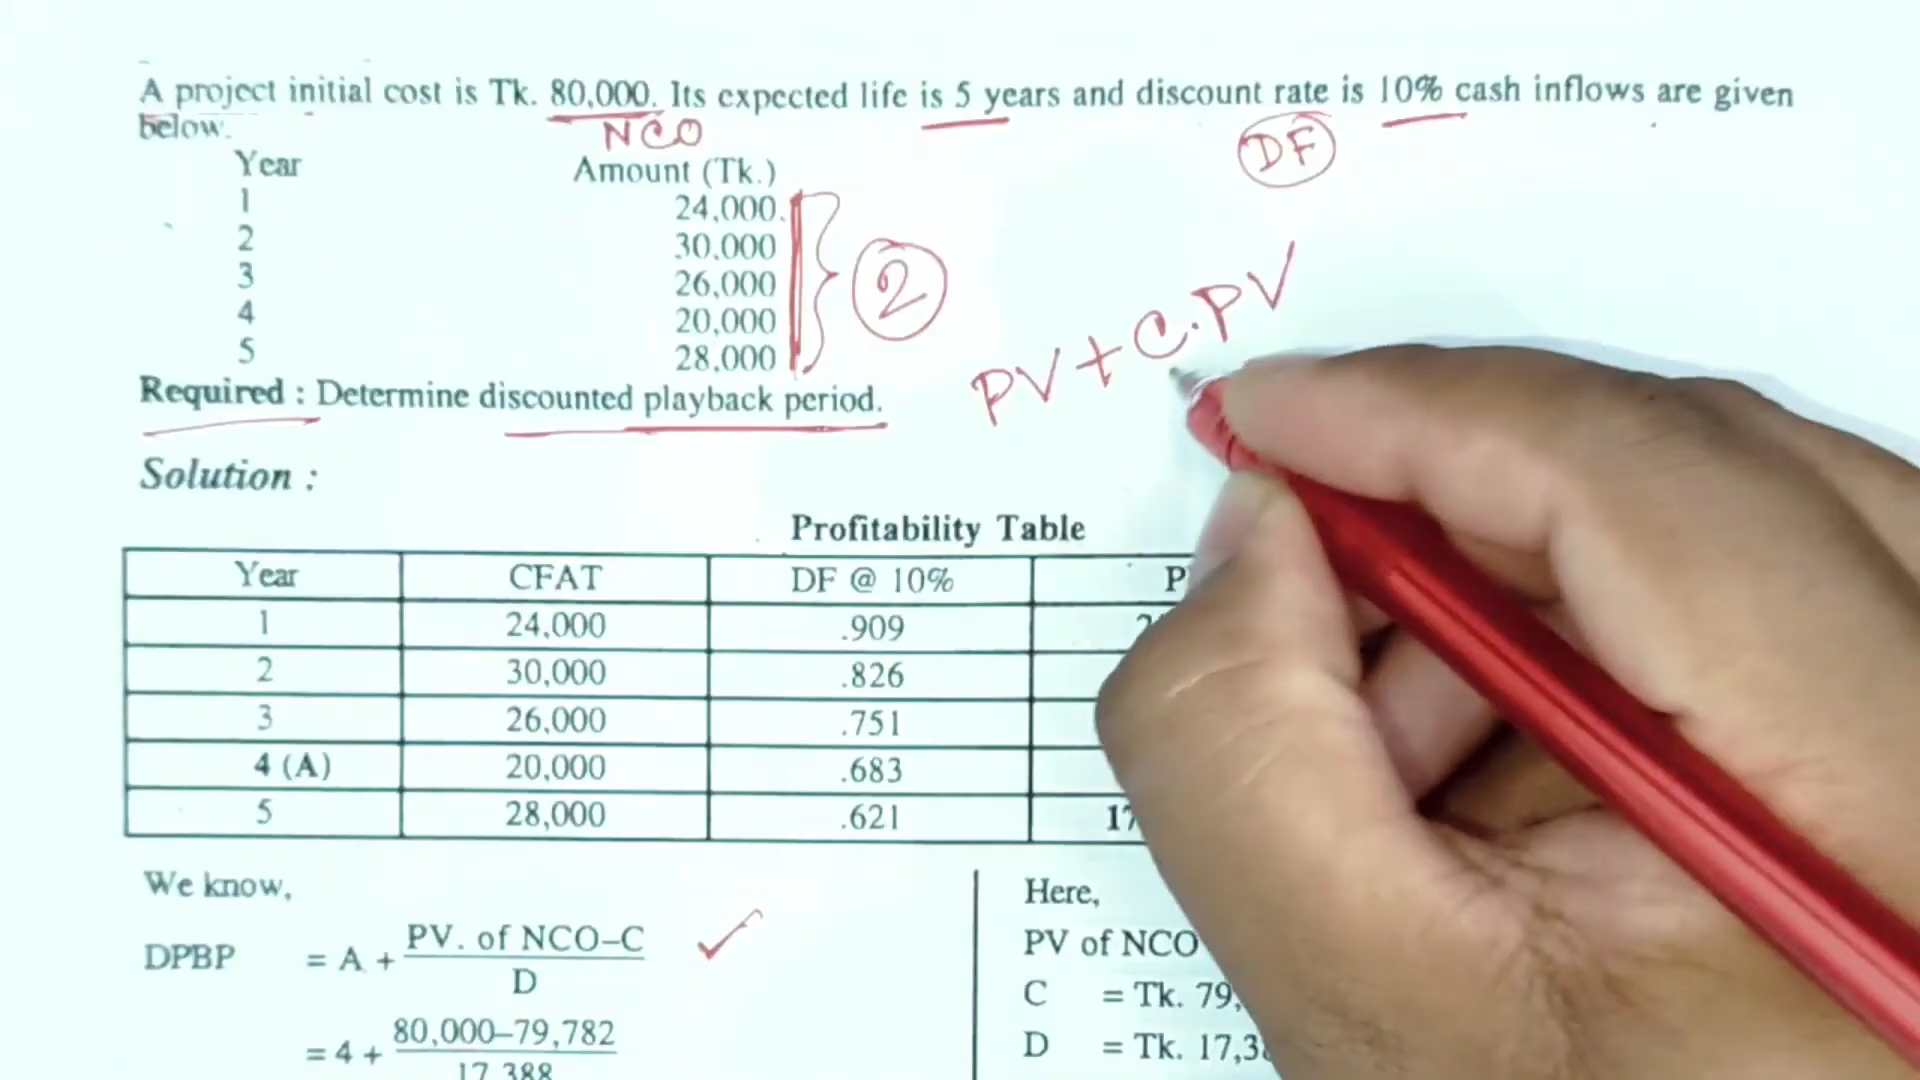 A project initial cost is Tk. 80,000. Its expected life is 5 years and discount rate is 10% cash inflows are given
below.
NCO
DF
Year Amount (Tk.)
1 24,000.
2 30,000
3 26,000
4 20,000
5 28,000
2
PV + C.PV
Required : Determine discounted playback period.
Solution :
Profitability Table
Year CFAT DF @ 10% P
1 24,000 .909
2 30,000 .826
3 26,000 .751
4 (A) 20,000 .683
5 28,000 .621 17
We know,
DPBP = A + PV. of NCO–C
D
= 4 + 80,000–79,782
17,388
Here,
PV of NCO
C = Tk. 79,
D = Tk. 17,38